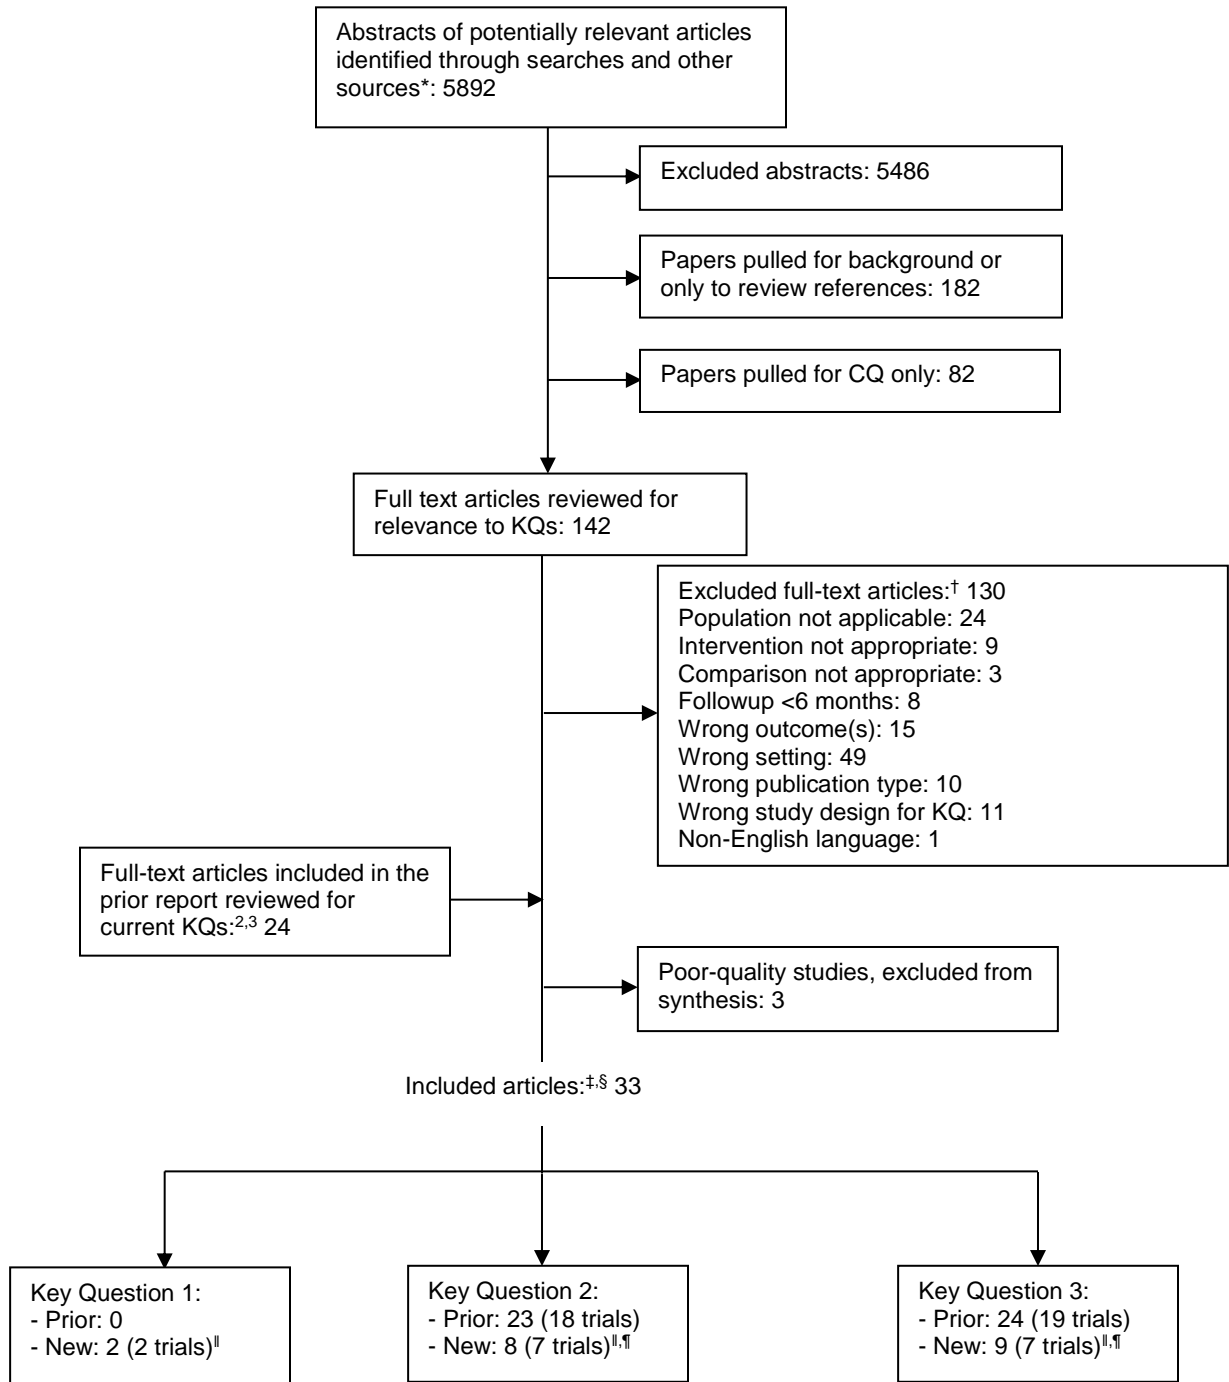 Abstracts of potentially relevant articles
identified through searches and other
sources*: 5892
Excluded abstracts: 5486
Papers pulled for background or
only to review references: 182
Papers pulled for CQ only: 82
Full text articles reviewed for
relevance to KQs: 142
Excluded full-text articles:† 130
Population not applicable: 24
Intervention not appropriate: 9
Comparison not appropriate: 3
Followup <6 months: 8
Wrong outcome(s): 15
Wrong setting: 49
Wrong publication type: 10
Wrong study design for KQ: 11
Non-English language: 1
Full-text articles included in the
prior report reviewed for
current KQs:2,3 24
Poor-quality studies, excluded from
synthesis: 3
Included articles:‡,§ 33
Key Question 1:
- Prior: 0
- New: 2 (2 trials)‖
Key Question 2:
- Prior: 23 (18 trials)
- New: 8 (7 trials)‖,¶
Key Question 3:
- Prior: 24 (19 trials)
- New: 9 (7 trials)‖,¶